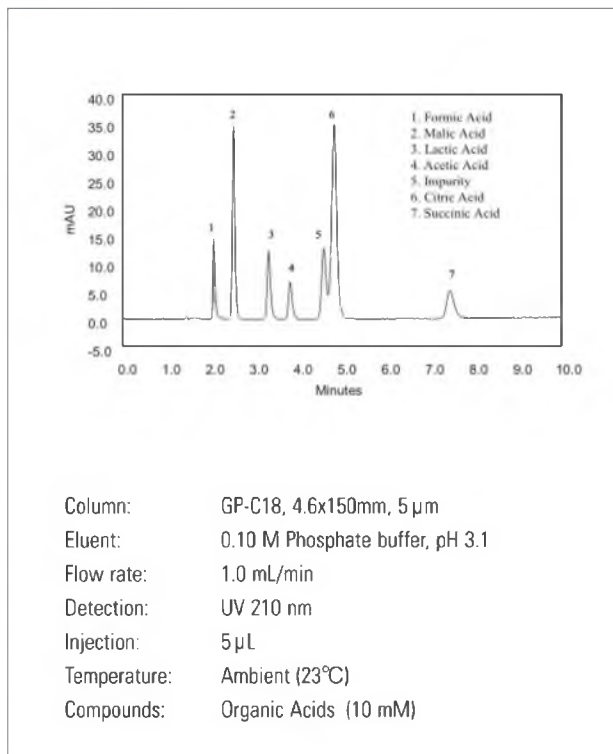 40.0
35.0
30.0
25.0
20.0
15.0
10.0
5.0
0.0
-5.0
mAU
1
2
3
4
5
6
7
1. Formic Acid
2. Malic Acid
3. Lactic Acid
4. Acetic Acid
5. Impurity
6. Citric Acid
7. Succinic Acid
0.0 1.0 2.0 3.0 4.0 5.0 6.0 7.0 8.0 9.0 10.0
Minutes
Column: GP-C18, 4.6x150mm, 5 µm
Eluent: 0.10 M Phosphate buffer, pH 3.1
Flow rate: 1.0 mL/min
Detection: UV 210 nm
Injection: 5 µL
Temperature: Ambient (23℃)
Compounds: Organic Acids (10 mM)